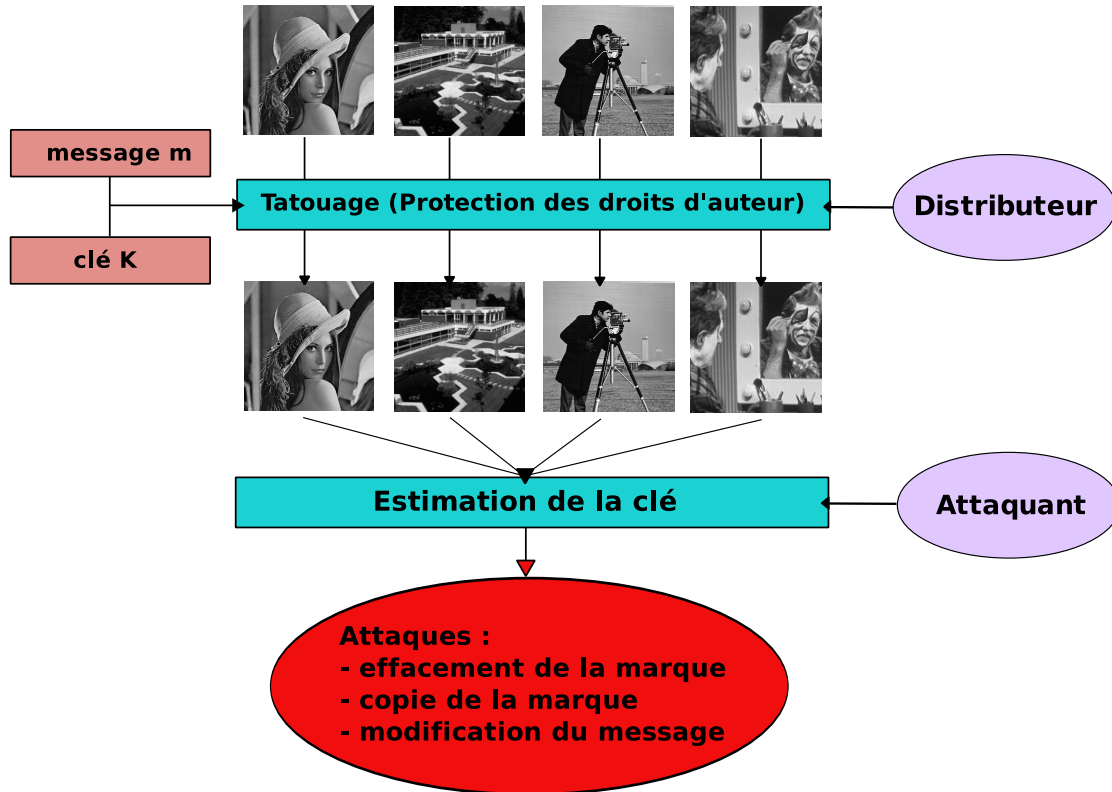 message m
Tatouage (Protection des droits d'auteur)
Distributeur
clé K
Estimation de la clé
Attaquant
Attaques :
- effacement de la marque
- copie de la marque
- modification du message